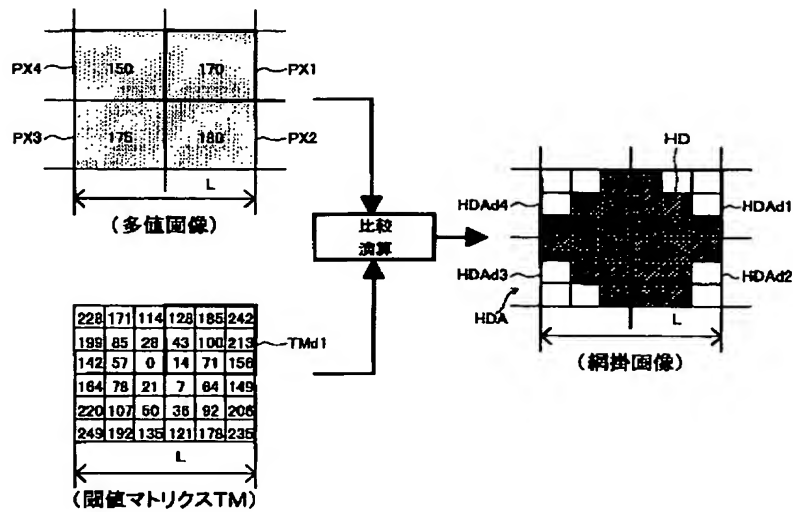 PX4 150 170 PX1
PX3 175 180 PX2
L
(多値画像)
比較
演算
HD
HDAd4 HDAd1
HDAd3 HDAd2
HDA
L
(網掛画像)
228 171 114 128 185 242
199 85 28 43 100 213
TMd1
142 57 0 14 71 156
164 78 21 7 64 149
220 107 50 36 92 206
249 192 135 121 178 235
L
(閾値マトリクスTM)